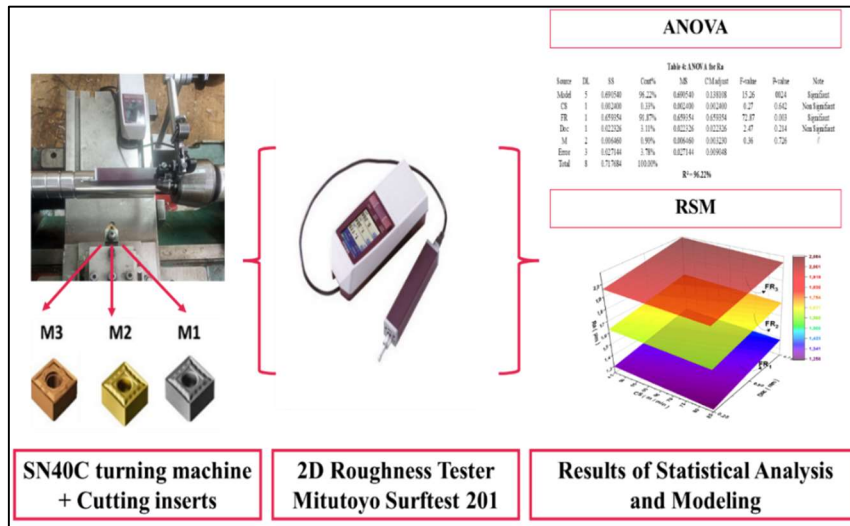 ANOVA
Table 4: ANOVA for Ra
Source DL SS Cont% MS CM adjust F-value P-value Note
Model 5 0.690540 96.22% 0.690540 0.138108 15.26 0024 Significant
CS 1 0.002400 0.33% 0.002400 0.002400 0.27 0.642 Non Significant
FR 1 0.659354 91.87% 0.659354 0.659354 72.87 0.003 Significant
Doc 1 0.022326 3.11% 0.022326 0.022326 2.47 0.214 Non Significant
M 2 0.006460 0.90% 0.006460 0.003230 0.36 0.726
Error 3 0.027144 3.78% 0.027144 0.009048
Total 8 0.717684 100.00%
R² = 96.22%
RSM
FR3
FR2
FR1
CS ( m / min )
M3 M2 M1
SN40C turning machine
+ Cutting inserts
2D Roughness Tester
Mitutoyo Surftest 201
Results of Statistical Analysis
and Modeling